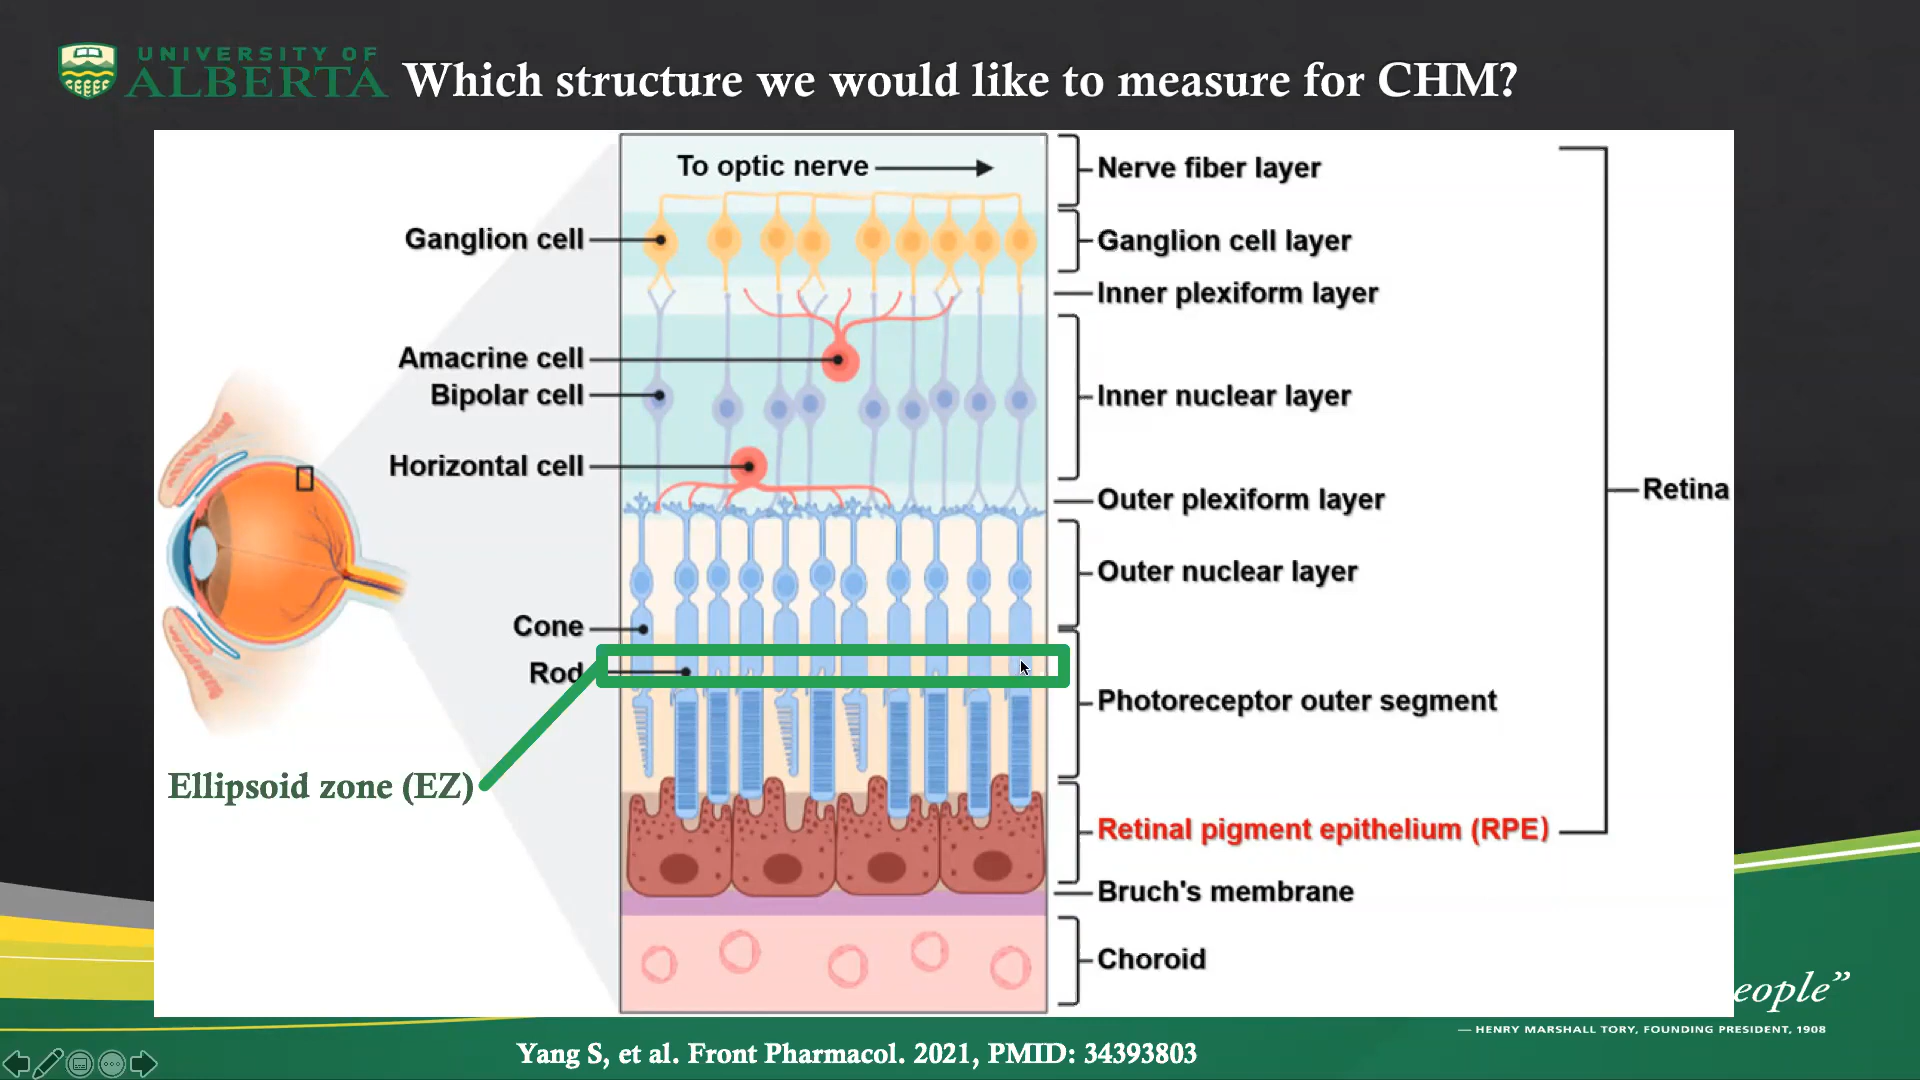 UNIVERSITY OF
ALBERTA
Which structure we would like to measure for CHM?
To optic nerve
Nerve fiber layer
Ganglion cell
Ganglion cell layer
Inner plexiform layer
Amacrine cell
Bipolar cell
Inner nuclear layer
Horizontal cell
Outer plexiform layer
Retina
Outer nuclear layer
Cone
Rod
Photoreceptor outer segment
Ellipsoid zone (EZ)
Retinal pigment epithelium (RPE)
Bruch's membrane
Choroid
eople”
— HENRY MARSHALL TORY, FOUNDING PRESIDENT, 1908
Yang S, et al. Front Pharmacol. 2021, PMID: 34393803